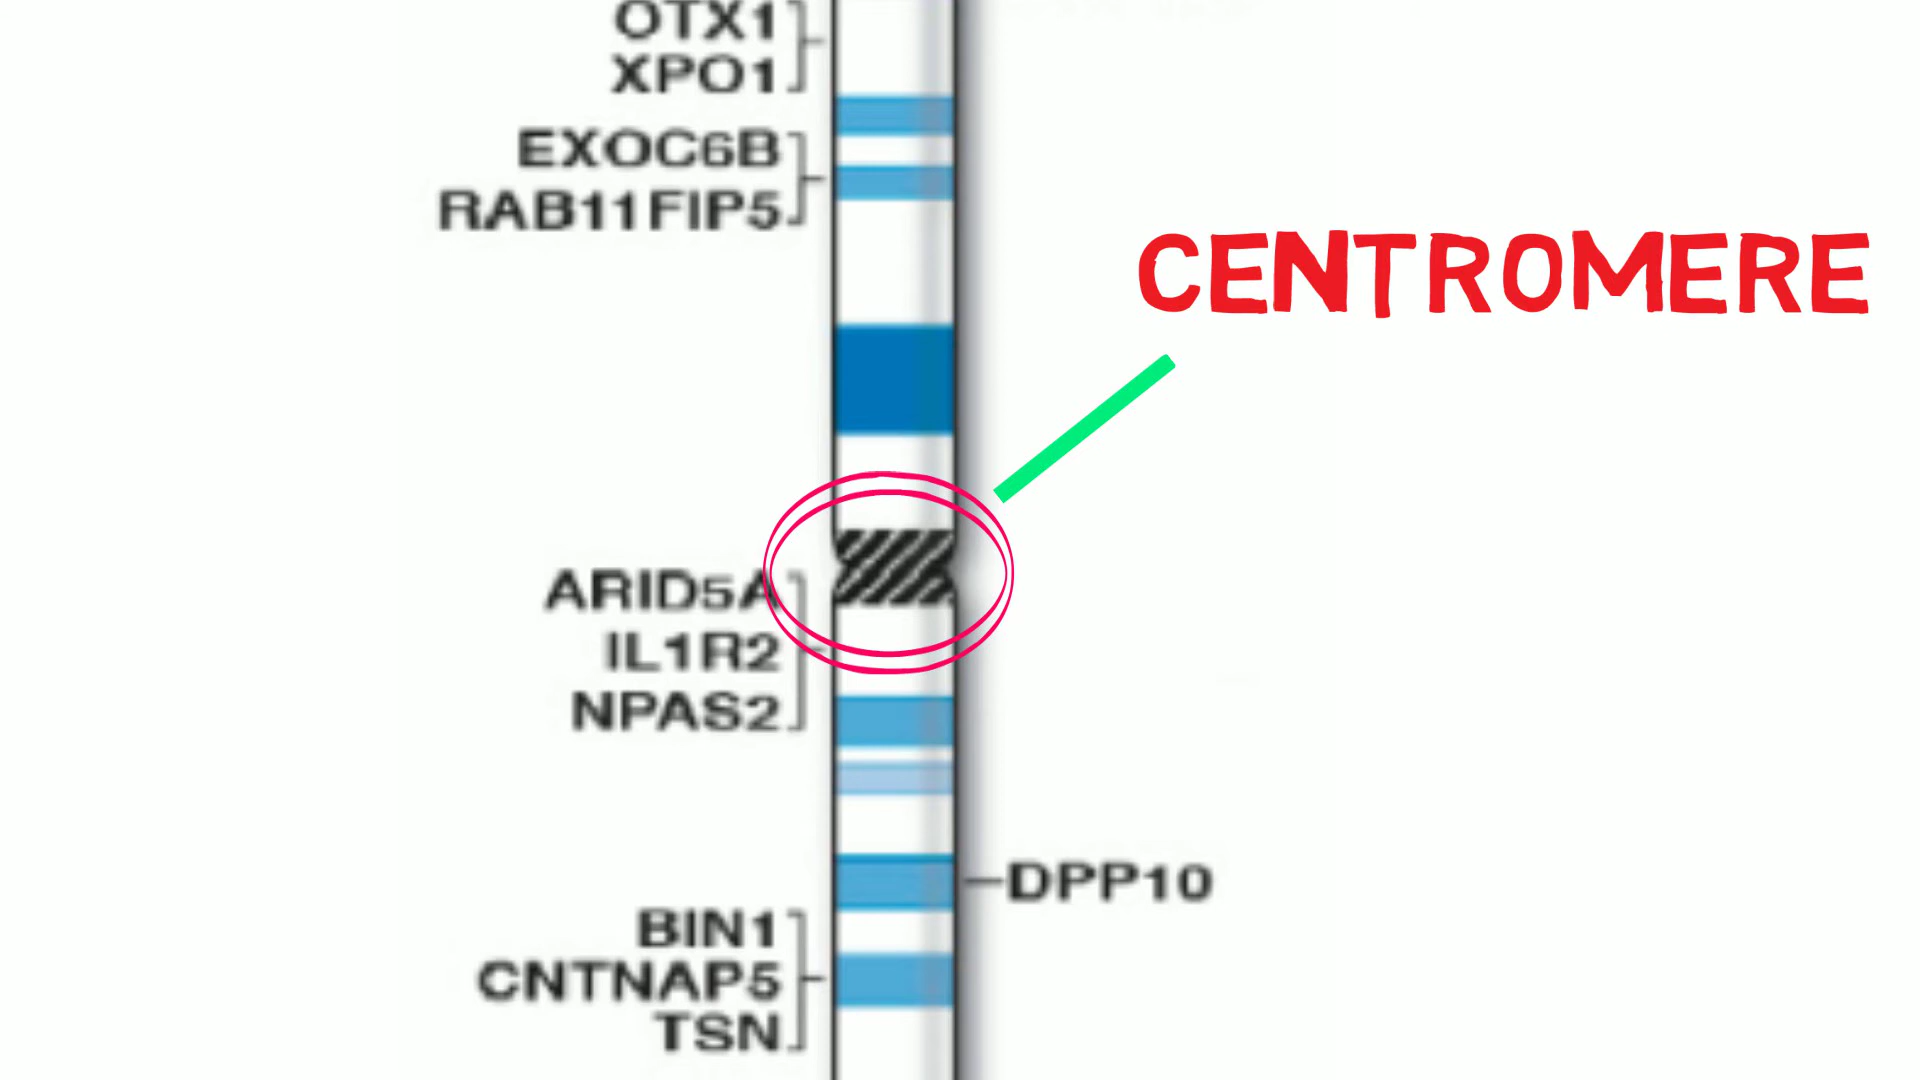 OTX1
XPO1
EXOC6B
RAB11FIP5
CENTROMERE
ARID5A
IL1R2
NPAS2
DPP10
BIN1
CNTNAP5
TSN